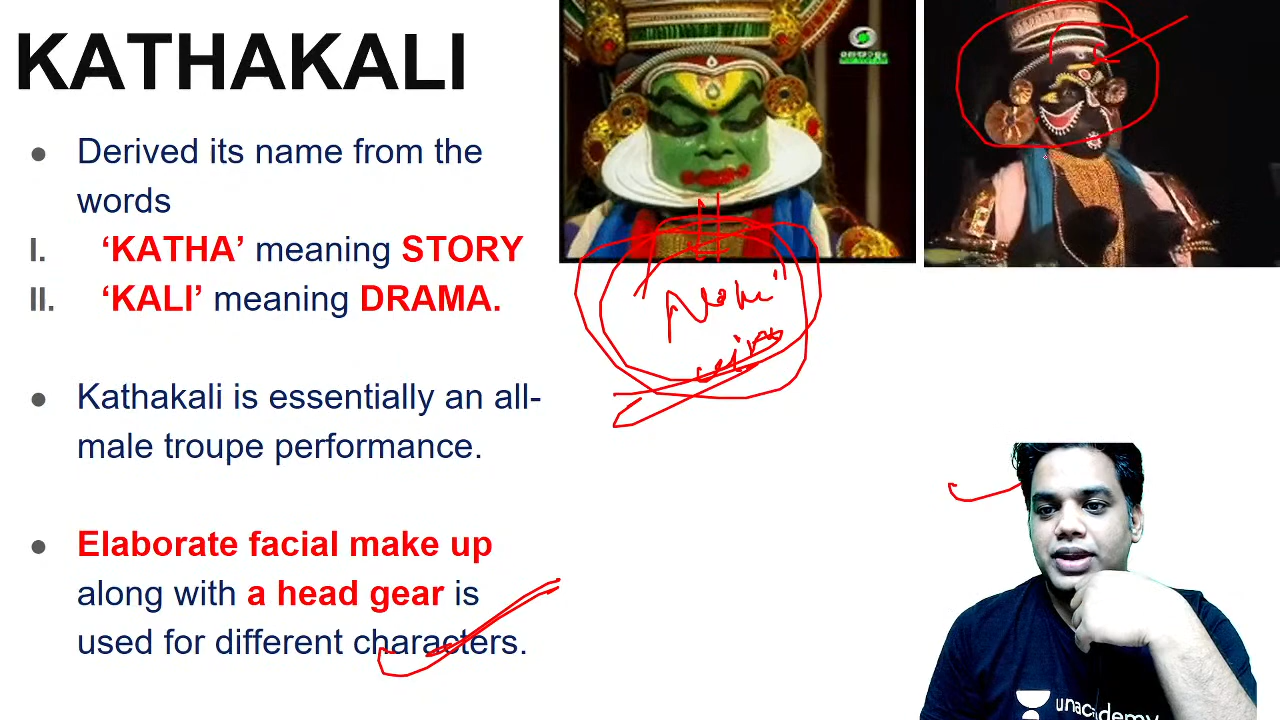 KATHAKALI
● Derived its name from the
words
I. ‘KATHA’ meaning STORY
II. ‘KALI’ meaning DRAMA.
● Kathakali is essentially an all-
male troupe performance.
● Elaborate facial make up
along with a head gear is
used for different characters.
unacademy